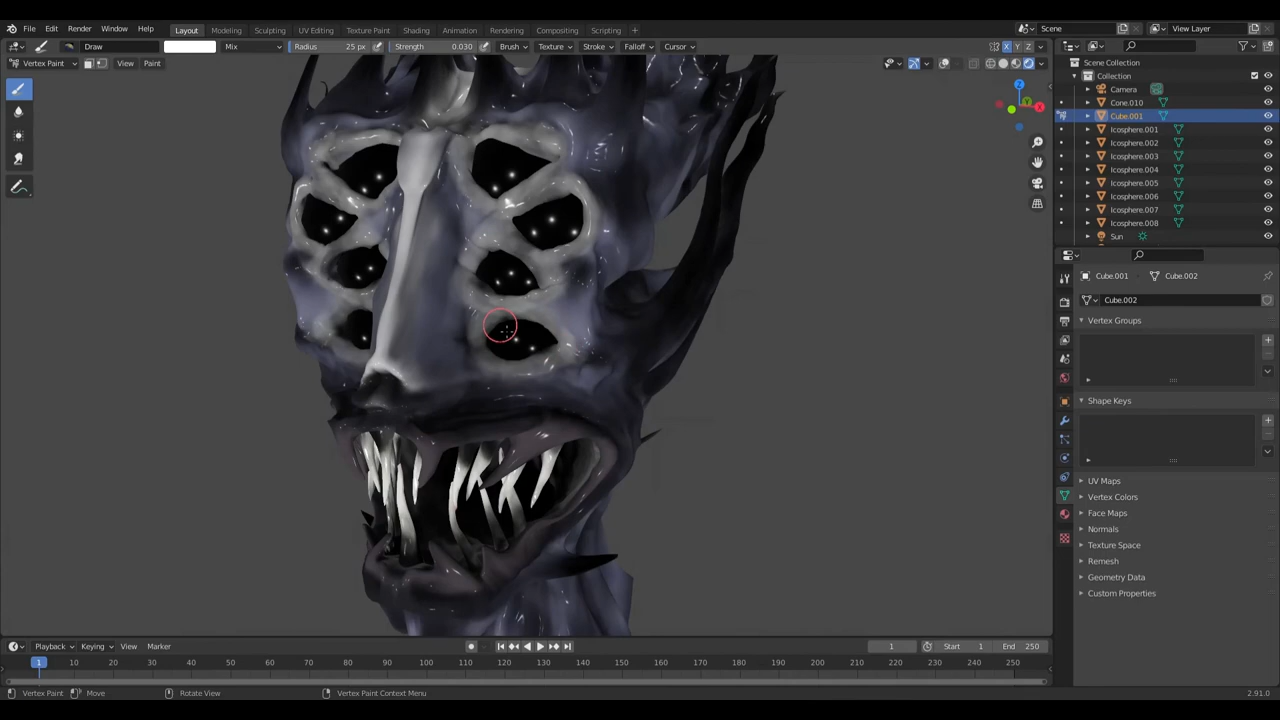 File Edit Render Window Help Layout Modeling Sculpting UV Editing Texture Paint Shading Animation Rendering Compositing Scripting + Scene View Layer
Draw Mix Radius 25 px Strength 0.030 Brush Texture Stroke Falloff Cursor X Y Z
Vertex Paint View Paint
Scene Collection
Collection
Camera
Cone.010
Cube.001
Icosphere.001
Icosphere.002
Icosphere.003
Icosphere.004
Icosphere.005
Icosphere.006
Icosphere.007
Icosphere.008
Sun
Cube.001 Cube.002
Cube.002
Vertex Groups
Shape Keys
UV Maps
Vertex Colors
Face Maps
Normals
Texture Space
Remesh
Geometry Data
Custom Properties
Playback Keying View Marker 1 Start 1 End 250
1 10 20 30 40 50 60 70 80 90 100 110 120 130 140 150 160 170 180 190 200 210 220 230 240 250
Vertex Paint Move Rotate View Vertex Paint Context Menu 2.91.0